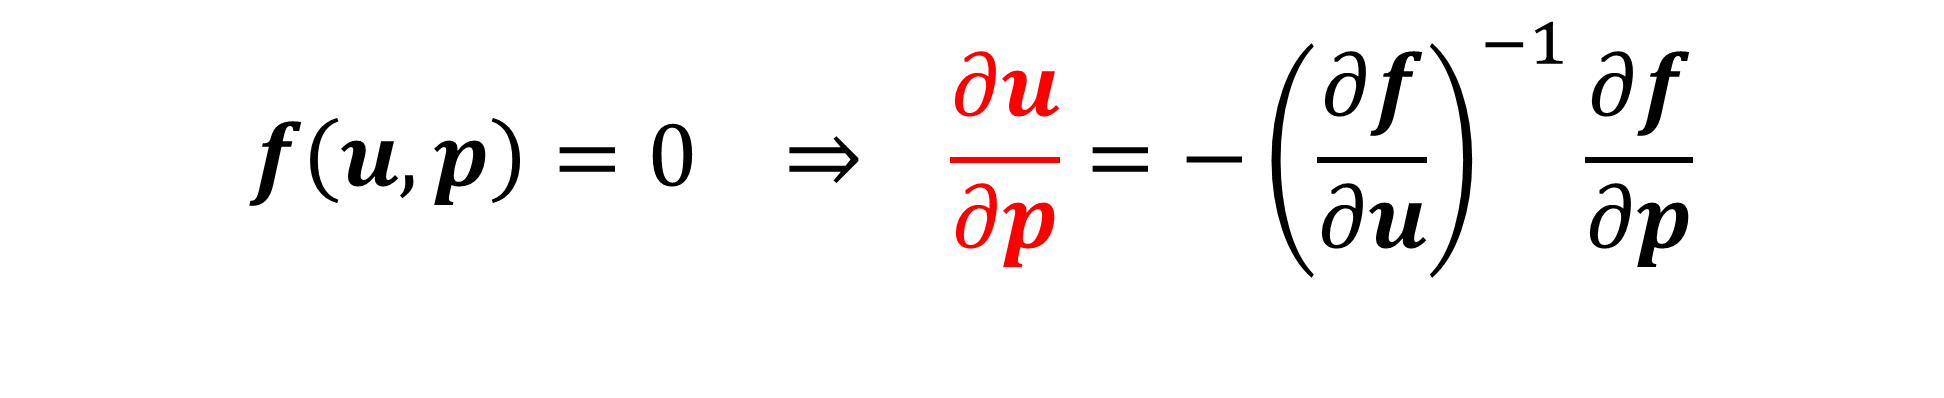 𝒇(𝒖, 𝒑) = 0 ⇒ ∂𝒖/∂𝒑 = −(∂𝒇/∂𝒖)⁻¹ ∂𝒇/∂𝒑